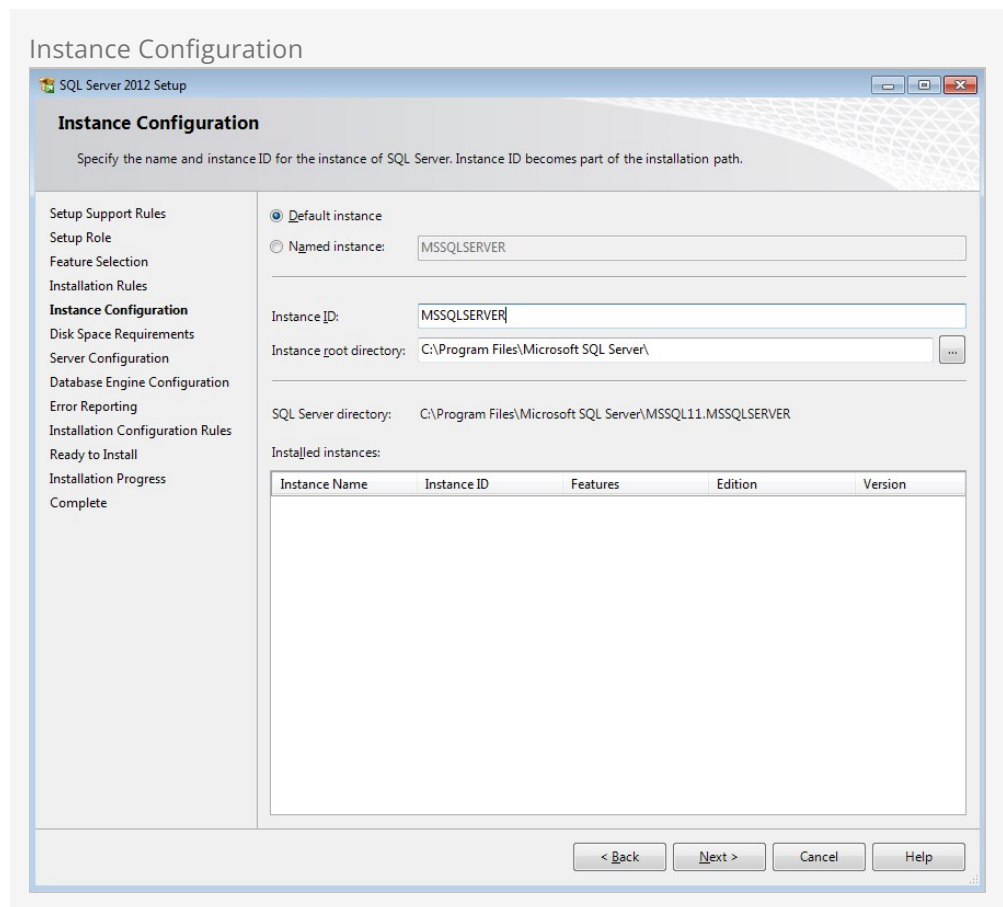 Instance Configuration
SQL Server 2012 Setup
Instance Configuration
Specify the name and instance ID for the instance of SQL Server. Instance ID becomes part of the installation path.
Setup Support Rules
Setup Role
Feature Selection
Installation Rules
Instance Configuration
Disk Space Requirements
Server Configuration
Database Engine Configuration
Error Reporting
Installation Configuration Rules
Ready to Install
Installation Progress
Complete
Default instance
Named instance: MSSQLSERVER
Instance ID: MSSQLSERVER
Instance root directory: C:\Program Files\Microsoft SQL Server\ ...
SQL Server directory: C:\Program Files\Microsoft SQL Server\MSSQL11.MSSQLSERVER
Installed instances:
Instance Name Instance ID Features Edition Version
< Back Next > Cancel Help